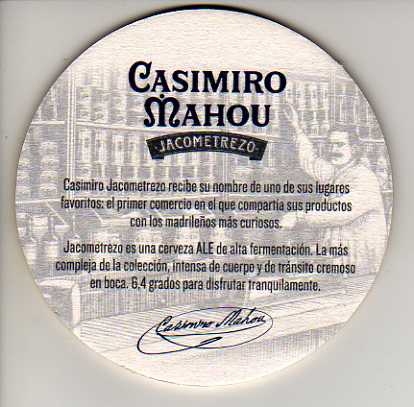 CASIMIRO
MAHOU
·JACOMETREZO·
Casimiro Jacometrezo recibe su nombre de uno de sus lugares
favoritos: el primer comercio en el que compartía sus productos
con los madrileños más curiosos.
Jacometrezo es una cerveza ALE de alta fermentación. La más
compleja de la colección, intensa de cuerpo y de tránsito cremoso
en boca. 6,4 grados para disfrutar tranquilamente.
Casimiro Mahou